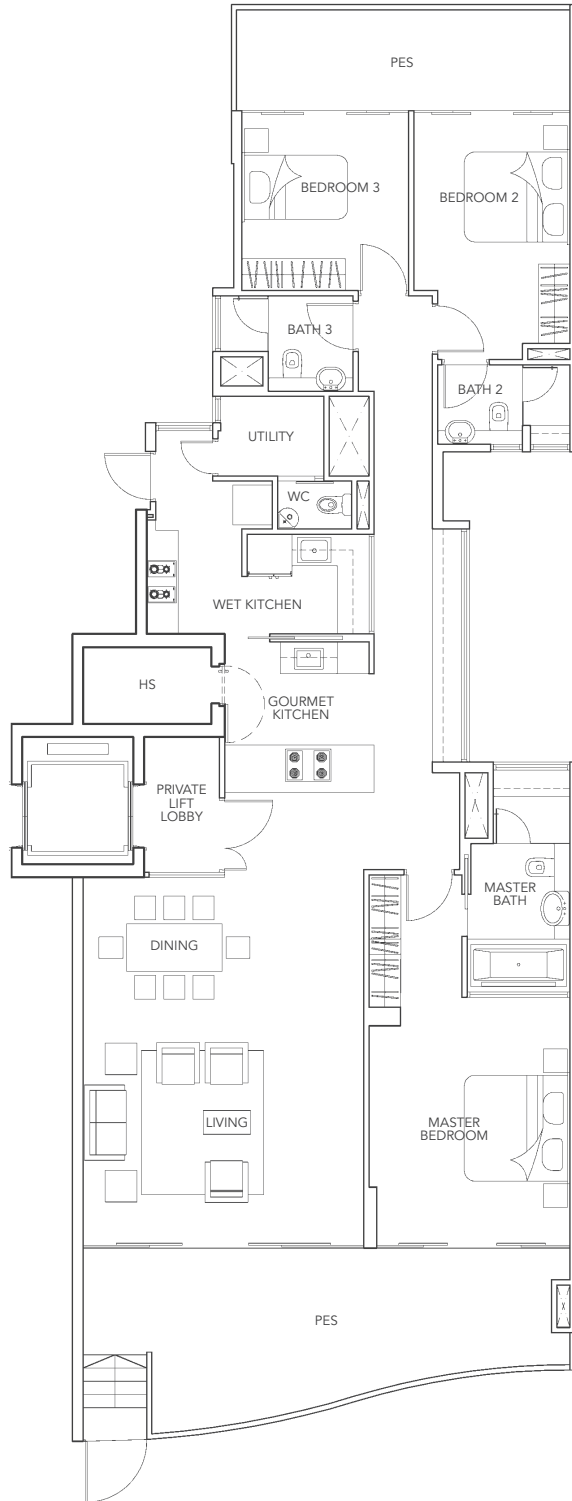 PES
BEDROOM 3
BEDROOM 2
BATH 3
BATH 2
UTILITY
WC
WET KITCHEN
HS
GOURMET
KITCHEN
PRIVATE
LIFT
LOBBY
MASTER
BATH
DINING
LIVING
MASTER
BEDROOM
PES